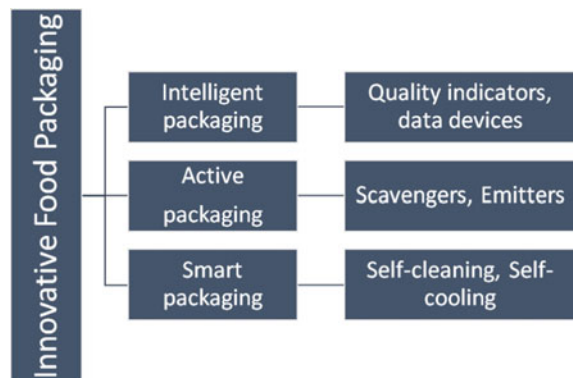 Innovative Food Packaging
Intelligent
packaging
Quality indicators,
data devices
Active
packaging
Scavengers, Emitters
Smart
packaging
Self-cleaning, Self-
cooling